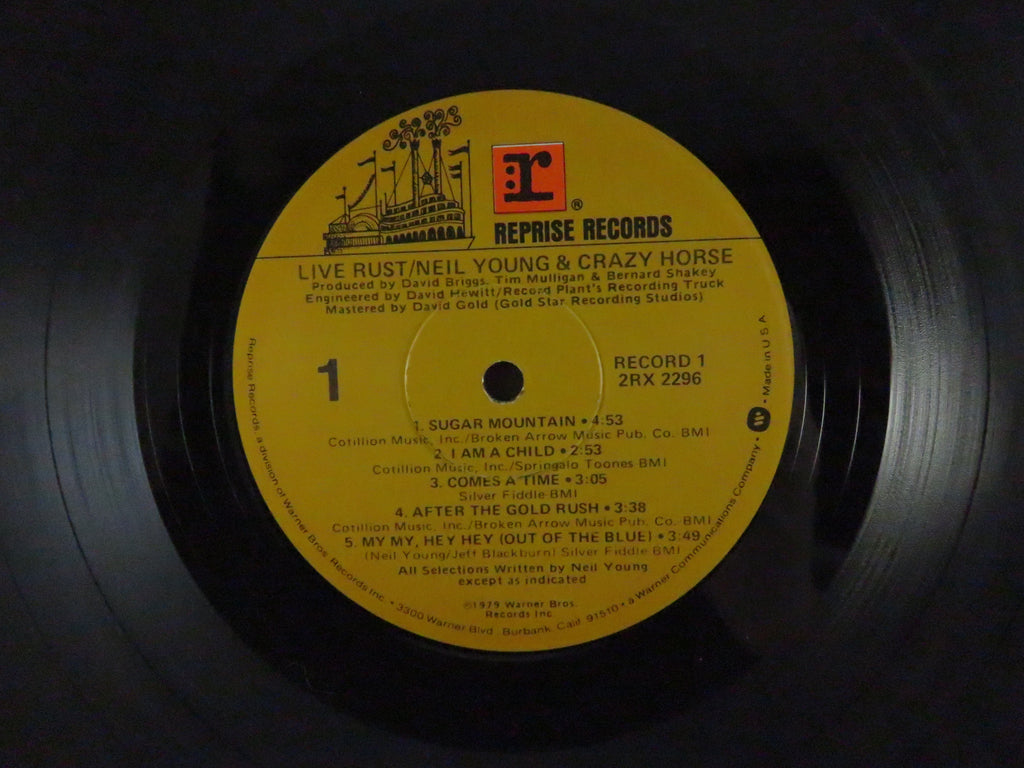 :r
®
REPRISE RECORDS
LIVE RUST/NEIL YOUNG & CRAZY HORSE
Produced by David Briggs, Tim Mulligan & Bernard Shakey
Engineered by David Hewitt/Record Plant's Recording Truck
Mastered by David Gold (Gold Star Recording Studios)
1
RECORD 1
2RX 2296
1. SUGAR MOUNTAIN • 4:53
Cotillion Music, Inc./Broken Arrow Music Pub. Co. BMI
2. I AM A CHILD • 2:53
Cotillion Music, Inc./Springalo Toones BMI
3. COMES A TIME • 3:05
Silver Fiddle BMI
4. AFTER THE GOLD RUSH • 3:38
Cotillion Music, Inc./Broken Arrow Music Pub. Co. BMI
5. MY MY, HEY HEY (OUT OF THE BLUE) • 3:49
(Neil Young/Jeff Blackburn) Silver Fiddle BMI
All Selections Written by Neil Young
except as indicated
℗1979 Warner Bros.
Records Inc.
Reprise Records, a division of Warner Bros. Records Inc. • 3300 Warner Blvd., Burbank, Calif. 91510 • a Warner Communications Company • W • Made in U S A